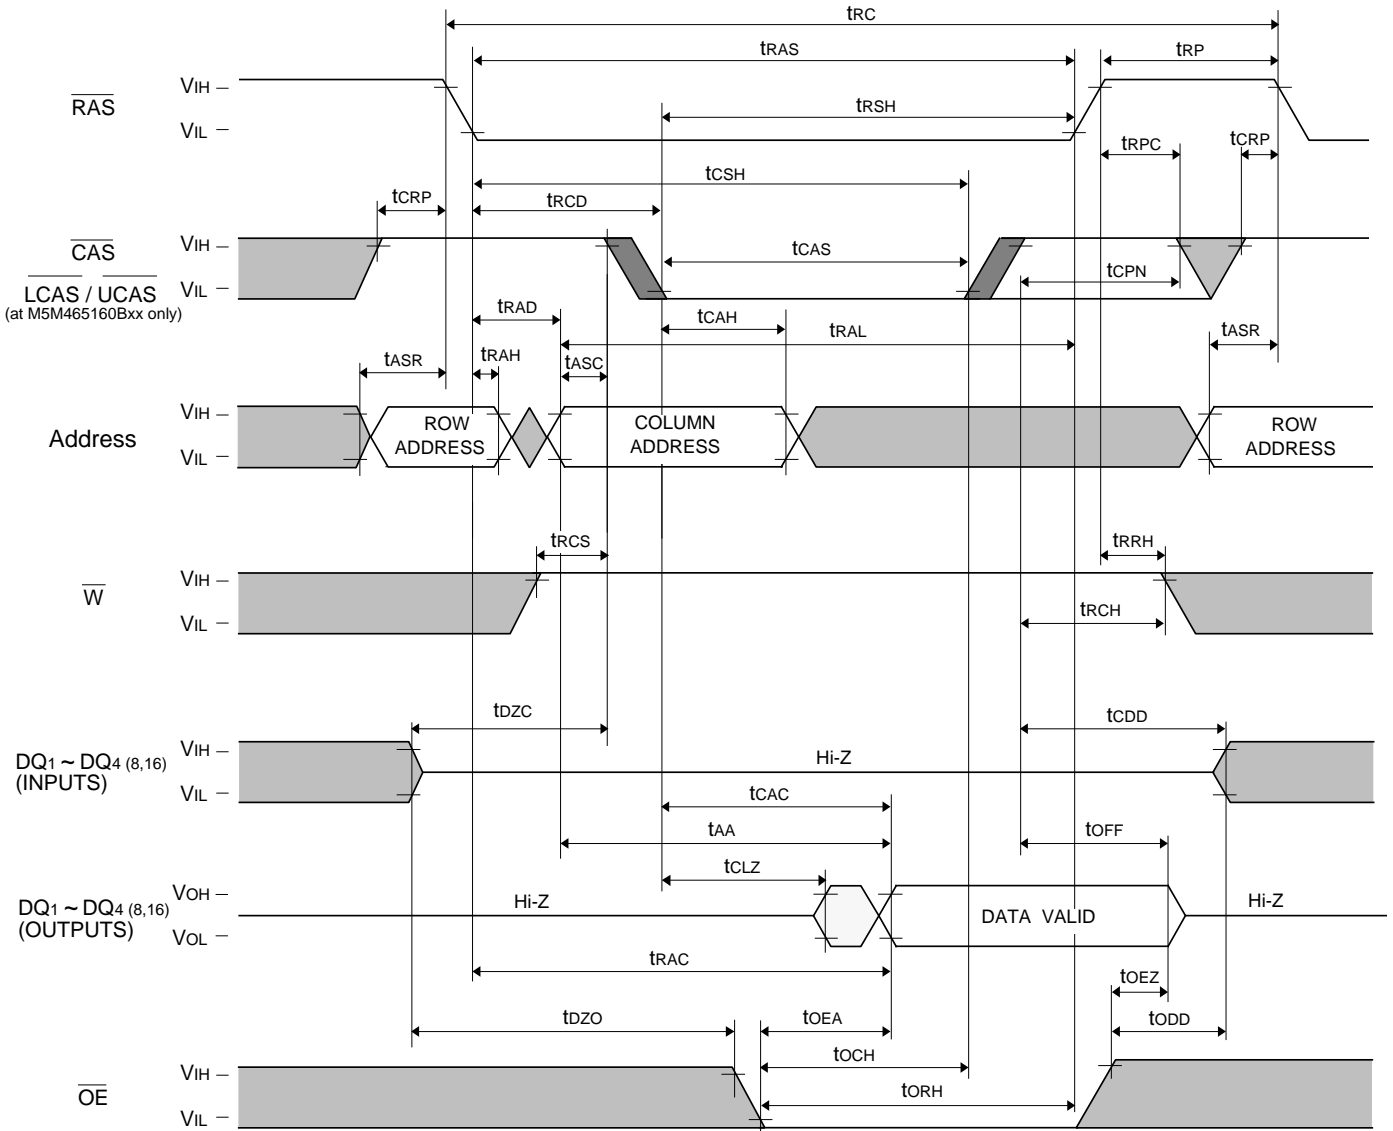 tRC
tRAS
tRP
RAS
VIH
VIL
tRSH
tRPC
tCRP
tCSH
tCRP
tRCD
CAS
LCAS / UCAS
(at M5M465160Bxx only)
VIH
VIL
tCAS
tCPN
tRAD
tCAH
tRAL
tASR
tASR
tRAH
tASC
Address
VIH
VIL
ROW
ADDRESS
COLUMN
ADDRESS
ROW
ADDRESS
tRCS
tRRH
W
VIH
VIL
tRCH
tDZC
tCDD
DQ1 ~ DQ4 (8,16)
(INPUTS)
VIH
VIL
Hi-Z
tCAC
tAA
tOFF
tCLZ
DQ1 ~ DQ4 (8,16)
(OUTPUTS)
VOH
VOL
Hi-Z
DATA VALID
Hi-Z
tRAC
tOEZ
tDZO
tOEA
tODD
tOCH
OE
VIH
VIL
tORH